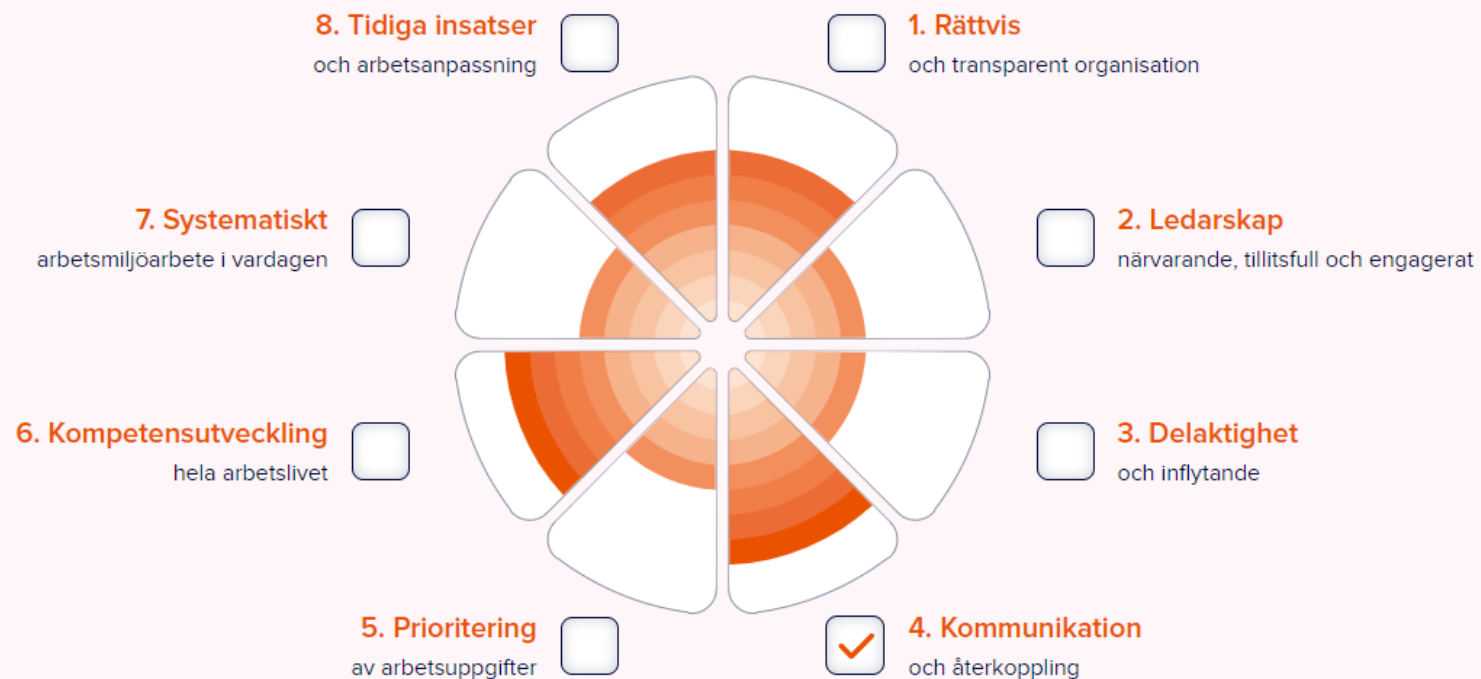 8. Tidiga insatser
och arbetsanpassning
1. Rättvis
och transparent organisation
7. Systematiskt
arbetsmiljöarbete i vardagen
2. Ledarskap
närvarande, tillitsfull och engagerat
6. Kompetensutveckling
hela arbetslivet
3. Delaktighet
och inflytande
5. Prioritering
av arbetsuppgifter
4. Kommunikation
och återkoppling